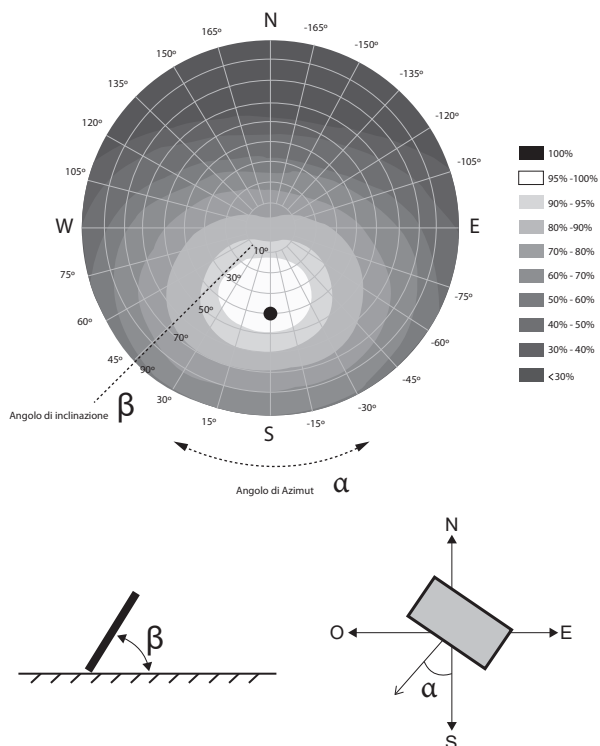 N
165º
-165º
150º
-150º
135º
-135º
120º
-120º
105º
-105º
W
E
75º
-75º
60º
-60º
45º
-45º
30º
-30º
15º
-15º
S
10º
30º
50º
70º
90º
100%
95% -100%
90% - 95%
80% -90%
70% - 80%
60% - 70%
50% - 60%
40% - 50%
30% - 40%
<30%
Angolo di inclinazione β
Angolo di Azimut α
β
N
O
E
α
S